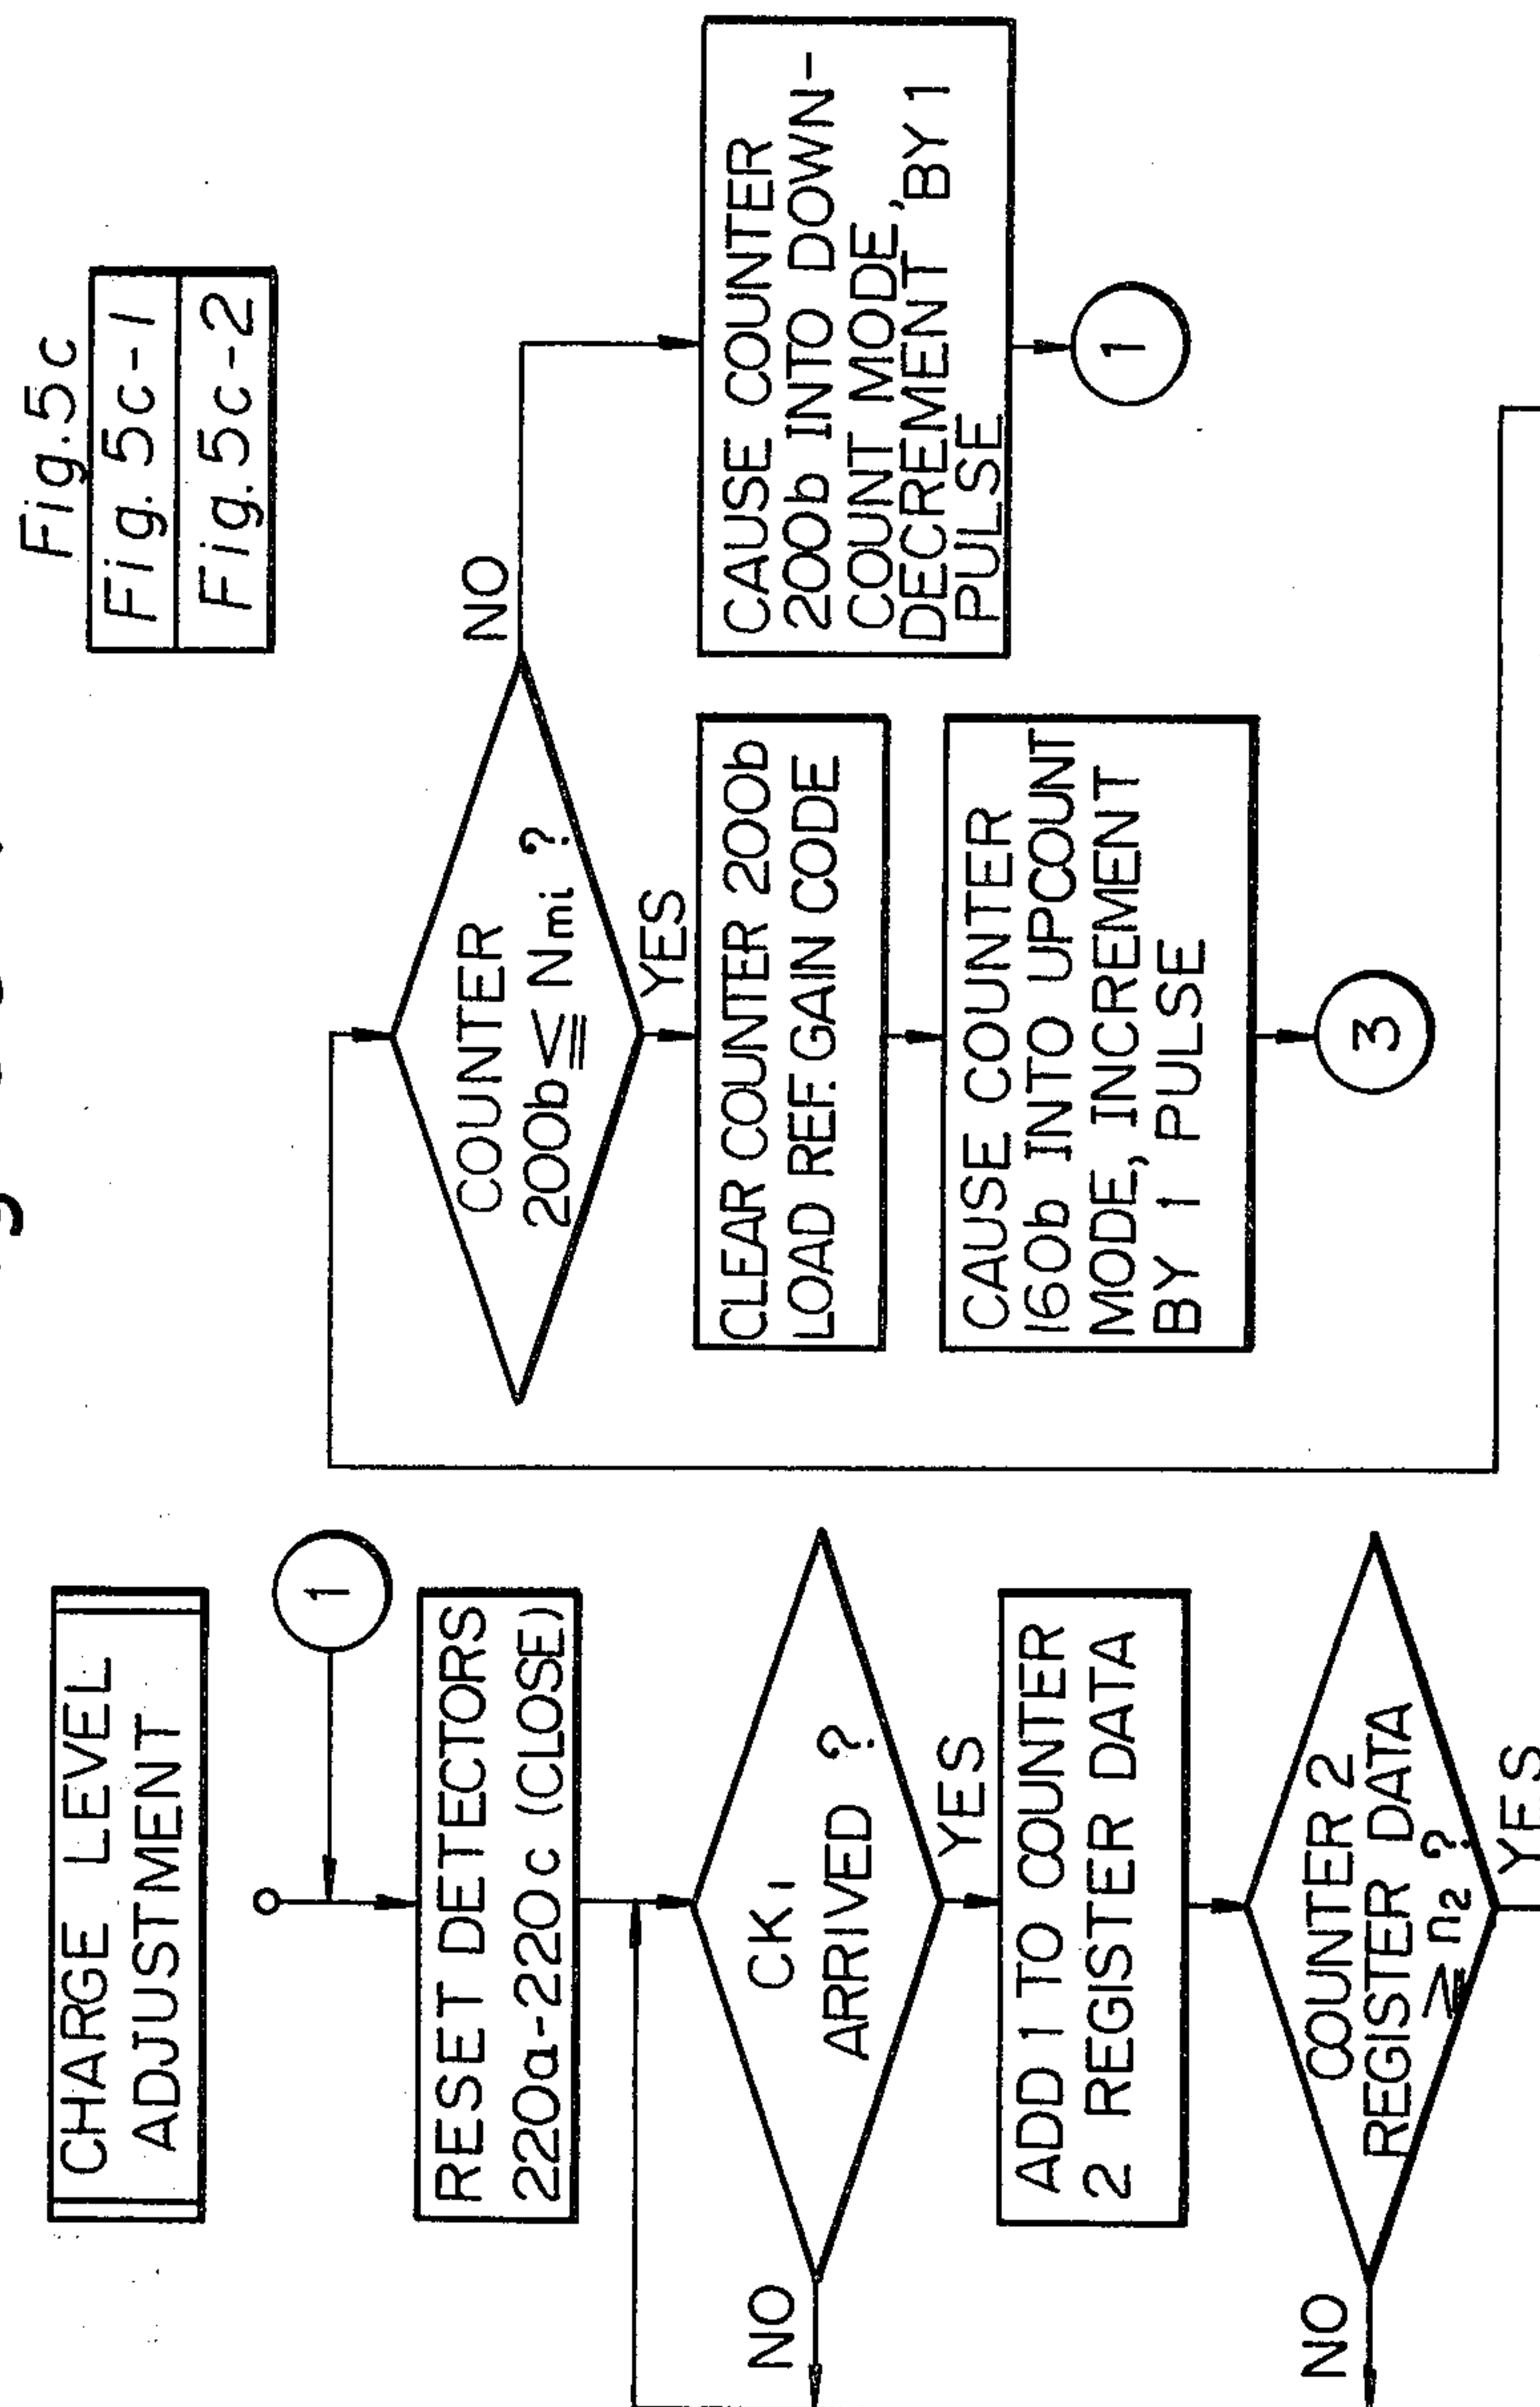 Fig.5c
Fig. 5c-1
Fig.5c-2
CHARGE LEVEL
ADJUSTMENT
1
RESET DETECTORS
220a-220c (CLOSE)
CK1
ARRIVED ?
NO
YES
ADD 1 TO COUNTER
2 REGISTER DATA
COUNTER 2
REGISTER DATA
≧ n2 ?
NO
YES
COUNTER
200b ≦ Nmi ?
NO
YES
CLEAR COUNTER 200b
LOAD REF. GAIN CODE
CAUSE COUNTER
160b INTO UPCOUNT
MODE, INCREMENT
BY 1 PULSE
3
CAUSE COUNTER
200b INTO DOWN-
COUNT MODE,
DECREMENT BY 1
PULSE
1